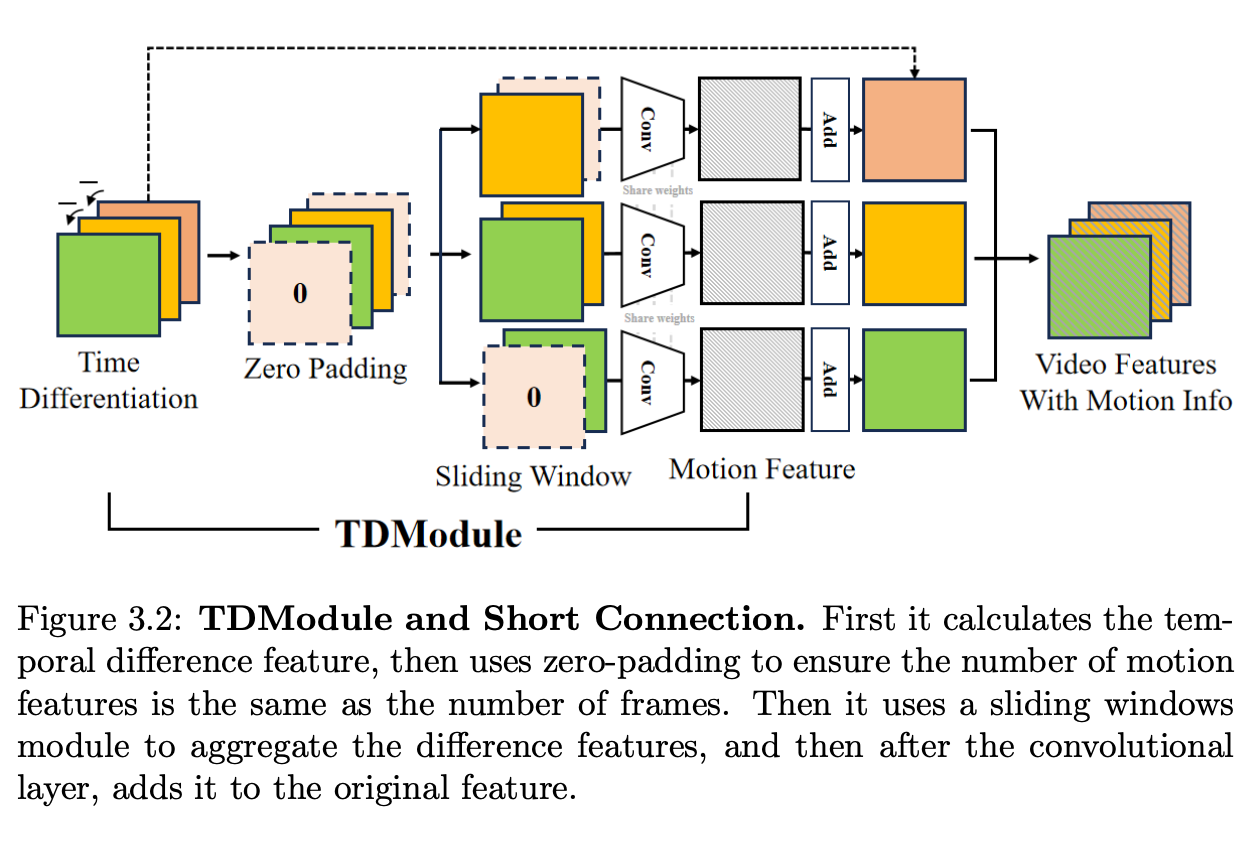 Conv
Add
Share weights
Conv
Add
Share weights
0
Time
Differentiation
Zero Padding
0
Conv
Add
Video Features
With Motion Info
Sliding Window
Motion Feature
TDModule
Figure 3.2: TDModule and Short Connection. First it calculates the tem-
poral difference feature, then uses zero-padding to ensure the number of motion
features is the same as the number of frames. Then it uses a sliding windows
module to aggregate the difference features, and then after the convolutional
layer, adds it to the original feature.